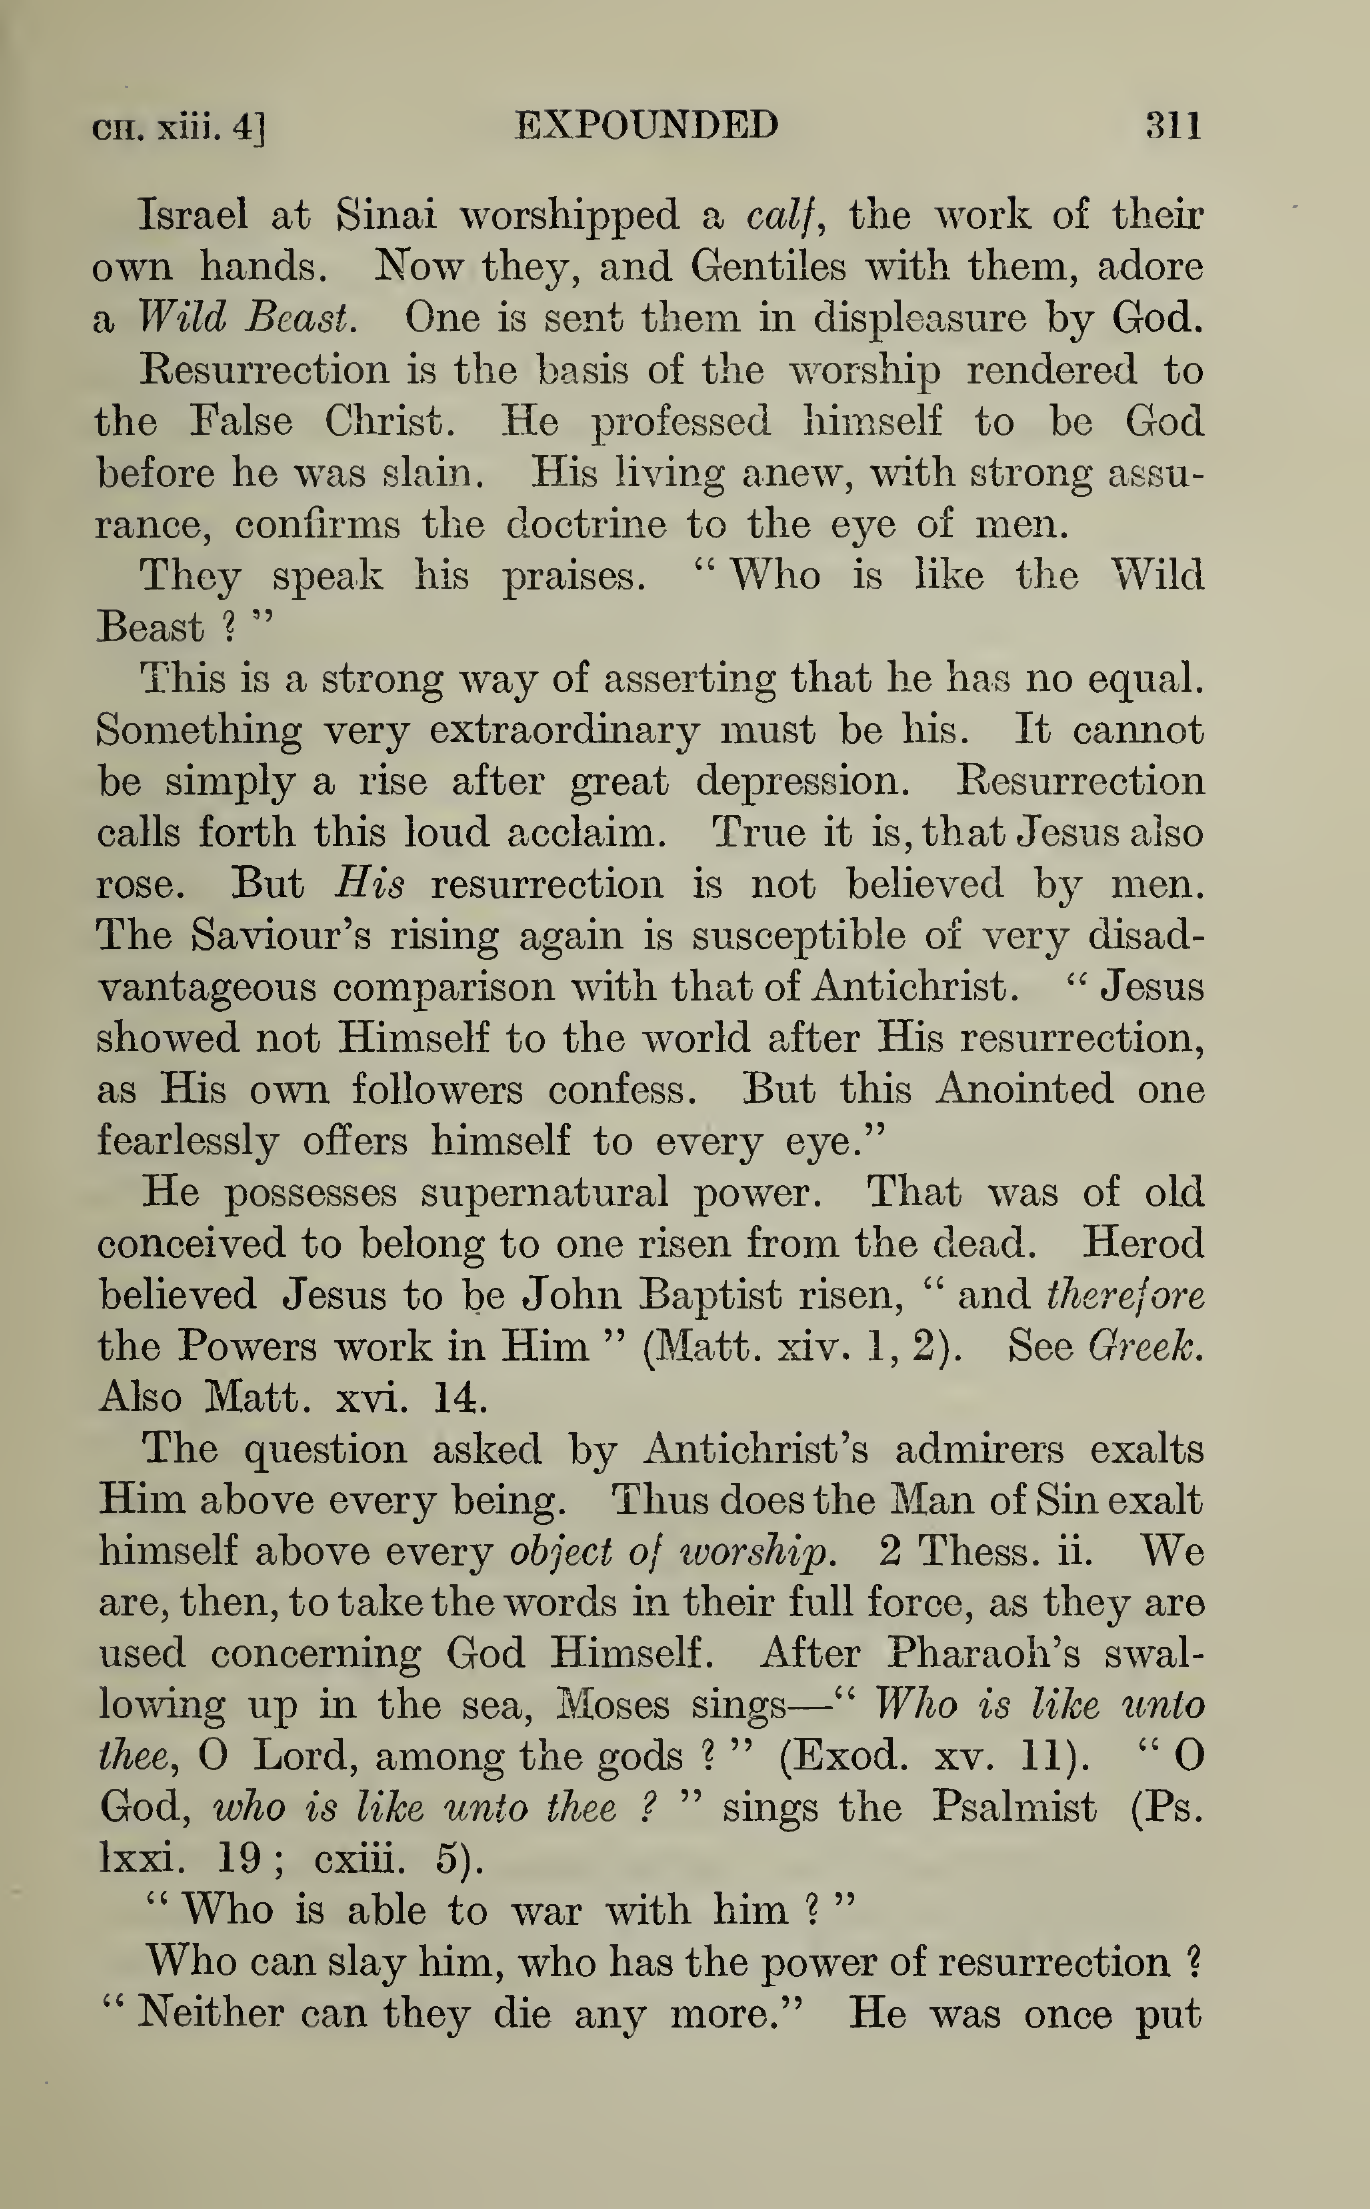 CH. xiii. 4] EXPOUNDED 311
Israel at Sinai worshipped a calf, the work of their
own hands. Now they, and Gentiles with them, adore
a Wild Beast. One is sent them in displeasure by God.
Resurrection is the basis of the worship rendered to
the False Christ. He professed himself to be God
before he was slain. His living anew, with strong assu-
rance, confirms the doctrine to the eye of men.
They speak his praises. “ Who is like the Wild
Beast ? ”
This is a strong way of asserting that he has no equal.
Something very extraordinary must be his. It cannot
be simply a rise after great depression. Resurrection
calls forth this loud acclaim. True it is, that Jesus also
rose. But His resurrection is not believed by men.
The Saviour’s rising again is susceptible of very disad-
vantageous comparison with that of Antichrist. “ Jesus
showed not Himself to the world after His resurrection,
as His own followers confess. But this Anointed one
fearlessly offers himself to every eye.”
He possesses supernatural power. That was of old
conceived to belong to one risen from the dead. Herod
believed Jesus to be John Baptist risen, “ and therefore
the Powers work in Him ” (Matt. xiv. 1, 2). See Greek.
Also Matt. xvi. 14.
The question asked by Antichrist’s admirers exalts
Him above every being. Thus does the Man of Sin exalt
himself above every object of worship. 2 Thess. ii. We
are, then, to take the words in their full force, as they are
used concerning God Himself. After Pharaoh’s swal-
lowing up in the sea, Moses sings—“ Who is like unto
thee, O Lord, among the gods ? ” (Exod. xv. 11). “ O
God, who is like unto thee ? ” sings the Psalmist (Ps.
lxxi. 19 ; cxiii. 5).
“ Who is able to war with him ? ”
Who can slay him, who has the power of resurrection ?
“ Neither can they die any more.” He was once put